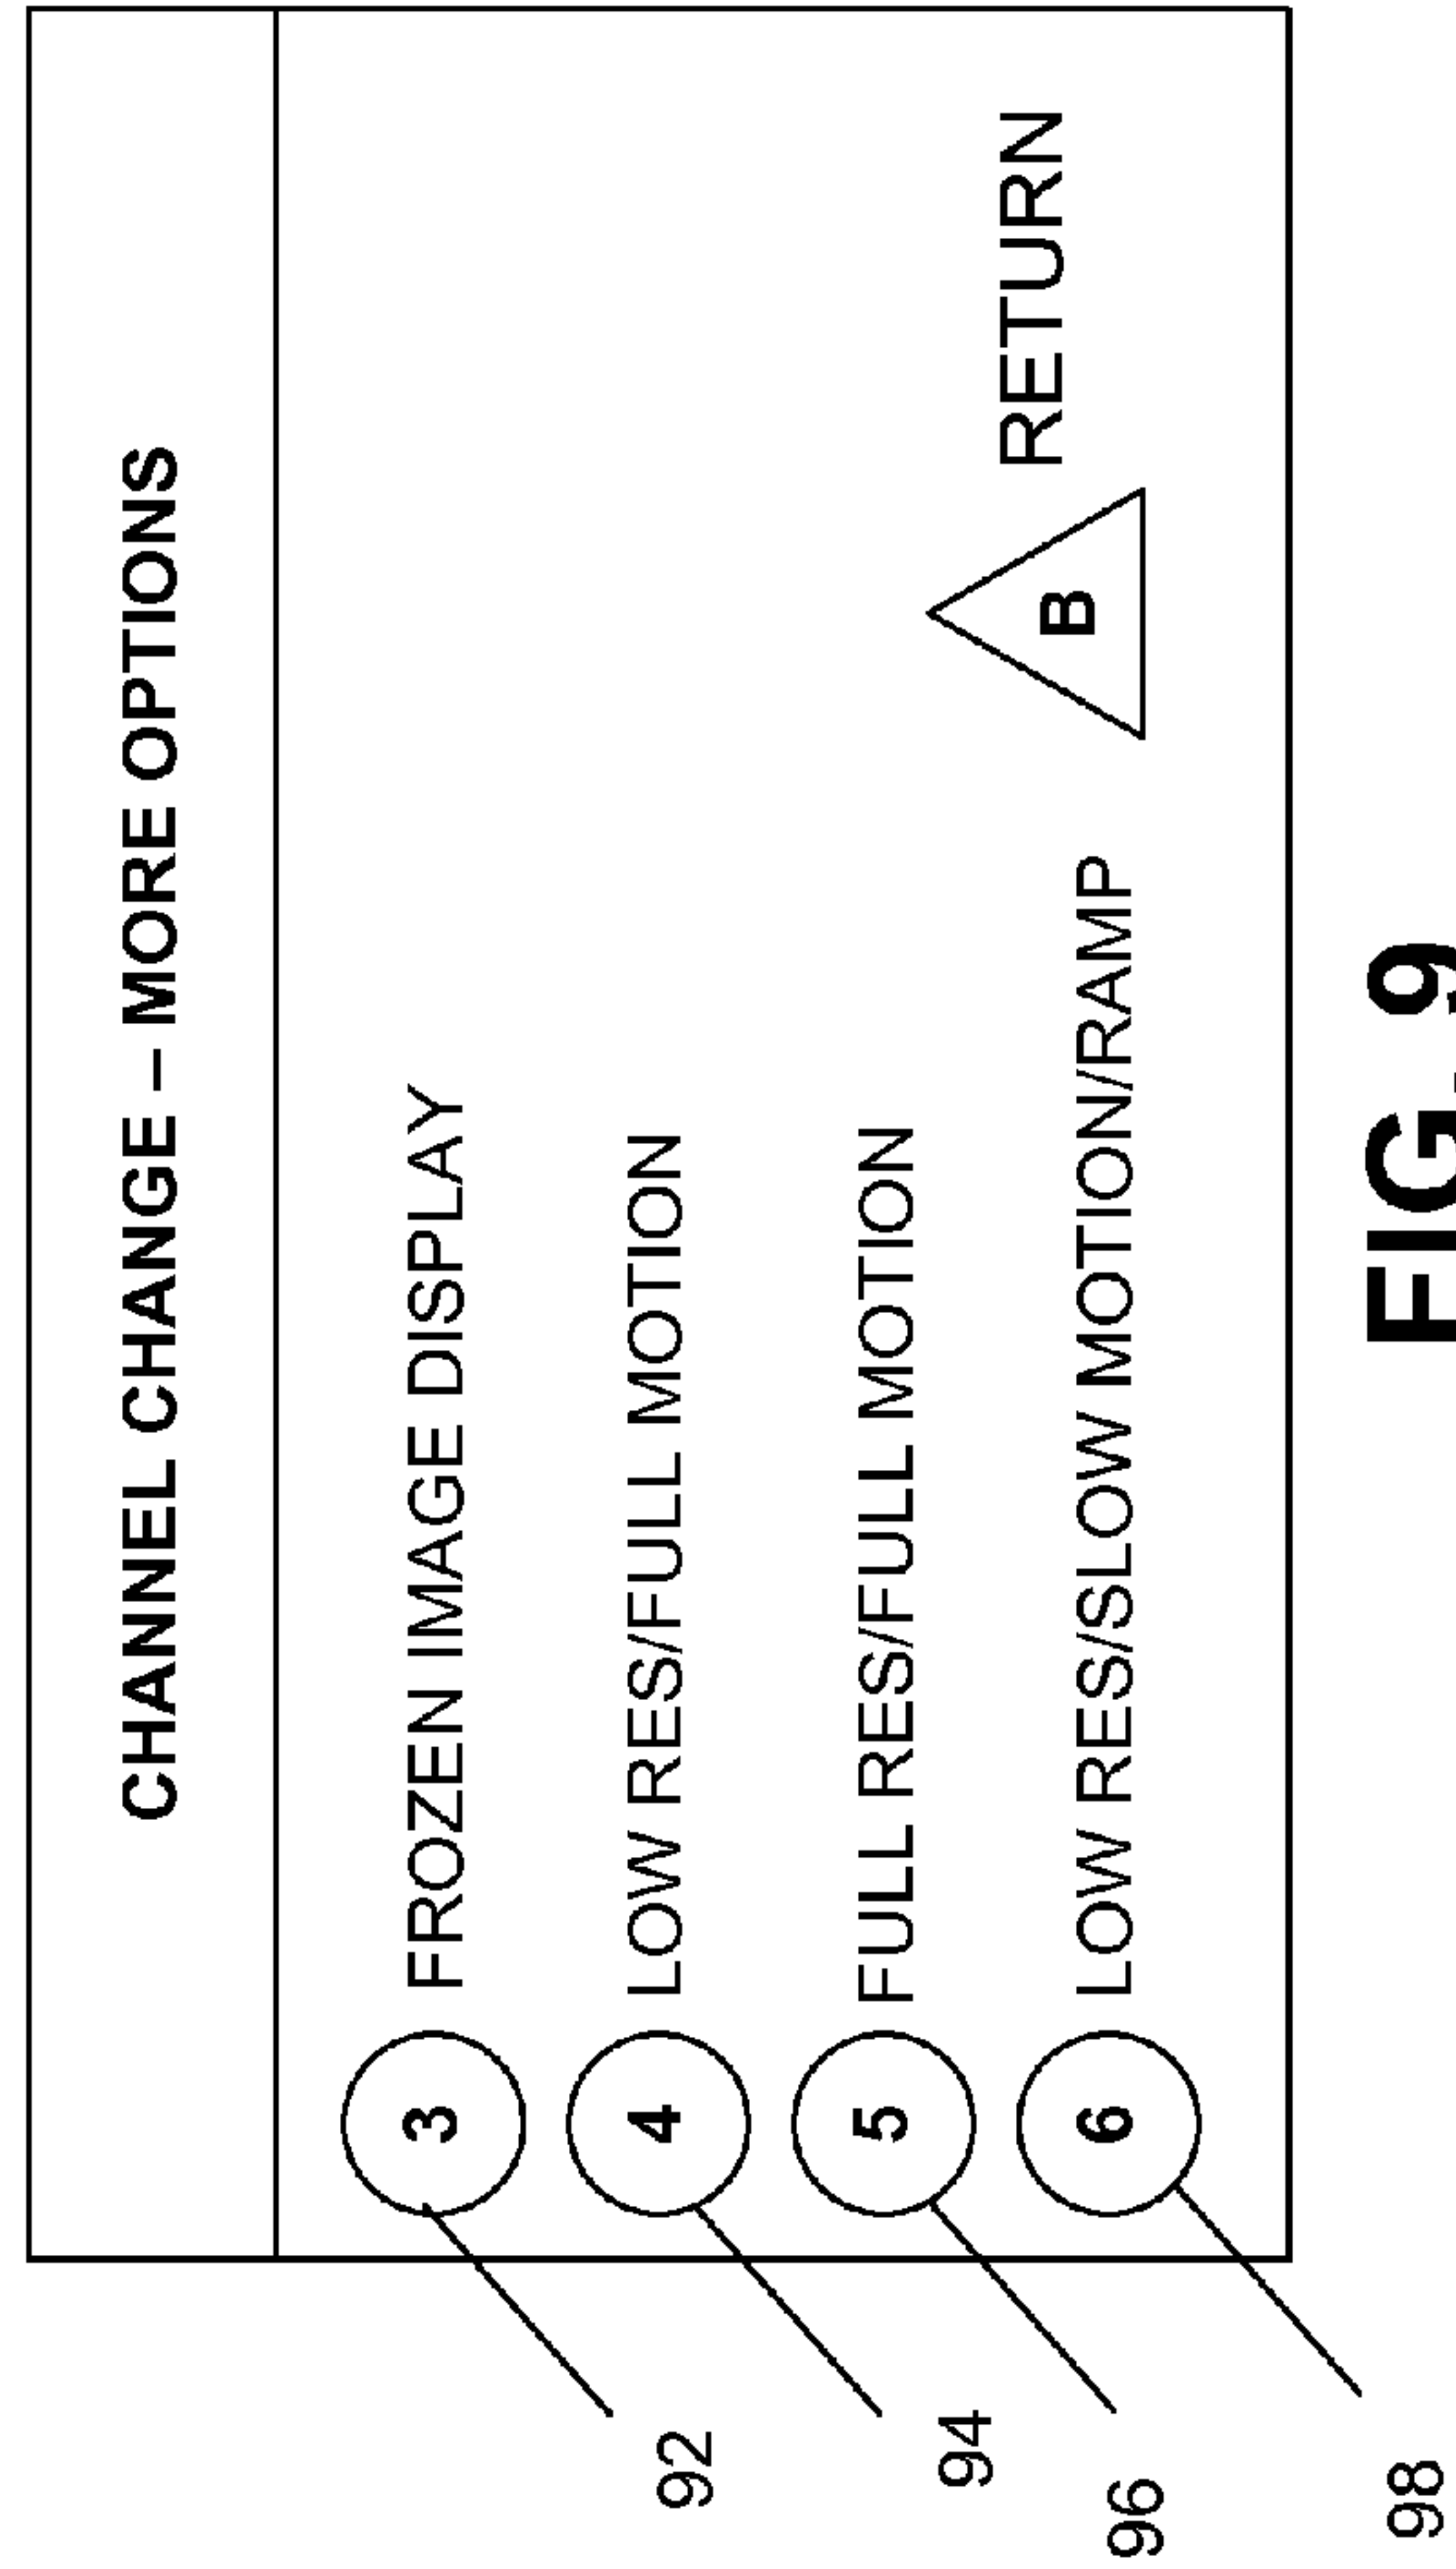 CHANNEL CHANGE – MORE OPTIONS
3 FROZEN IMAGE DISPLAY
4 LOW RES/FULL MOTION
5 FULL RES/FULL MOTION
6 LOW RES/SLOW MOTION/RAMP
B RETURN
92
94
96
98
FIG. 9